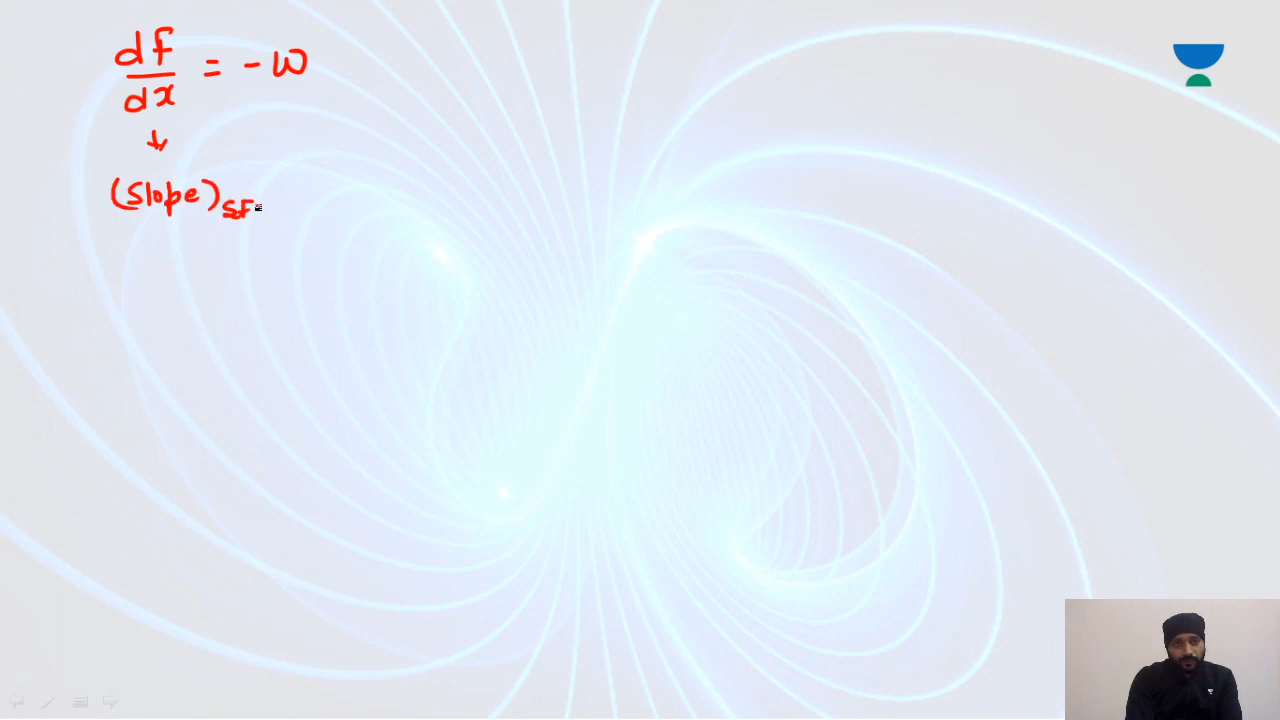 df/dx = -w
↓
(slope)SF